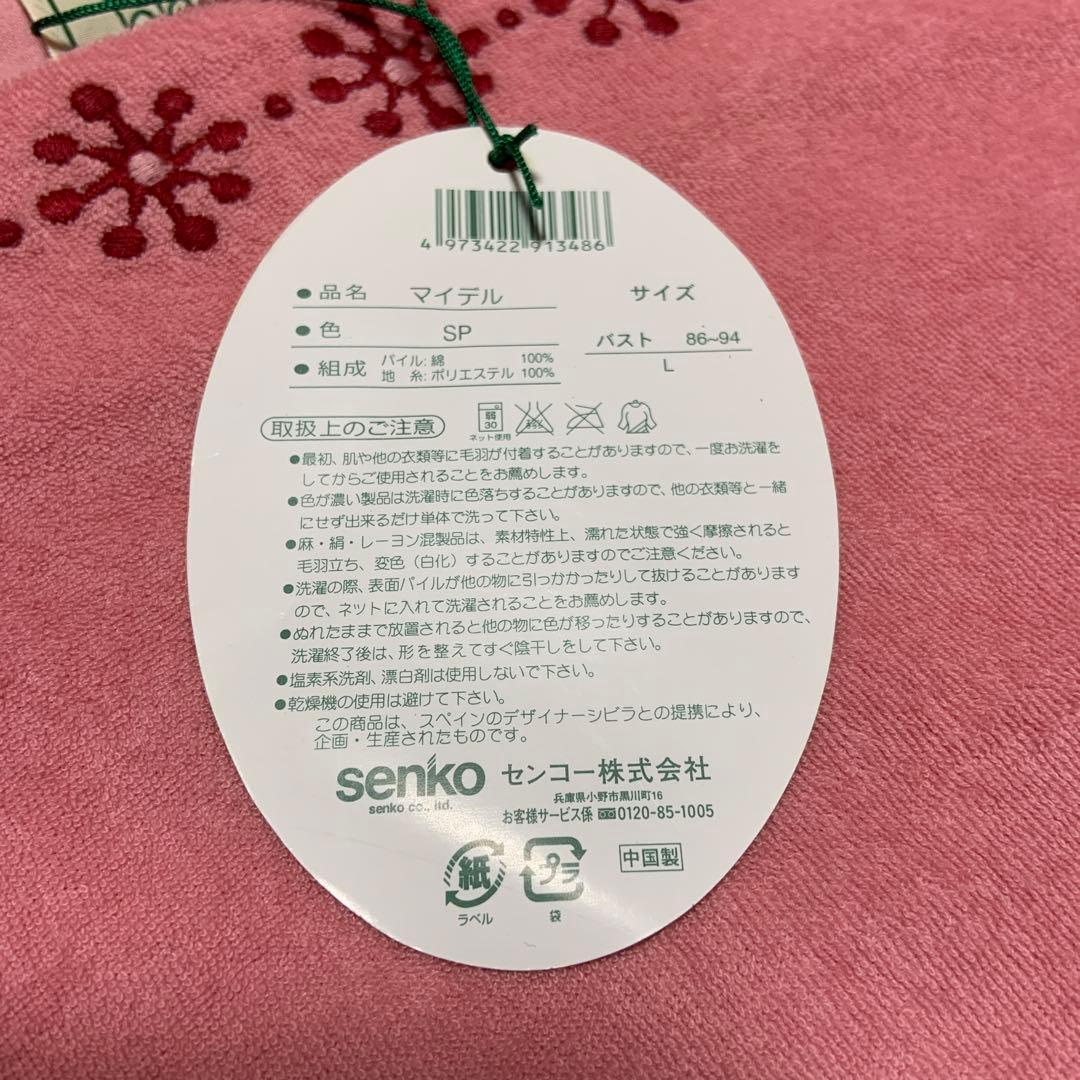 4 973422 913486
●品名 マイデル
●色 SP
●組成 パイル:綿 100%
地 糸:ポリエステル 100%
サイズ
バスト 86~94
L
取扱上のご注意
弱
30
ネット使用
●最初、肌や他の衣類等に毛羽が付着することがありますので、一度お洗濯を
してからご使用されることをお薦めします。
●色が濃い製品は洗濯時に色落ちすることがありますので、他の衣類等と一緒
にせず出来るだけ単体で洗って下さい。
●麻・絹・レーヨン混製品は、素材特性上、濡れた状態で強く摩擦されると
毛羽立ち、変色(白化)することがありますのでご注意ください。
●洗濯の際、表面パイルが他の物に引っかかったりして抜けることがあります
ので、ネットに入れて洗濯されることをお薦めします。
●ぬれたままで放置されると他の物に色が移ったりすることがありますので、
洗濯終了後は、形を整えてすぐ陰干しをして下さい。
●塩素系洗剤、漂白剤は使用しないで下さい。
●乾燥機の使用は避けて下さい。
この商品は、スペインのデザイナーシビラとの提携により、
企画・生産されたものです。
senko センコー株式会社
senko co., ltd.
兵庫県小野市黒川町16
お客様サービス係 0120-85-1005
紙
ラベル
プラ
袋
中国製